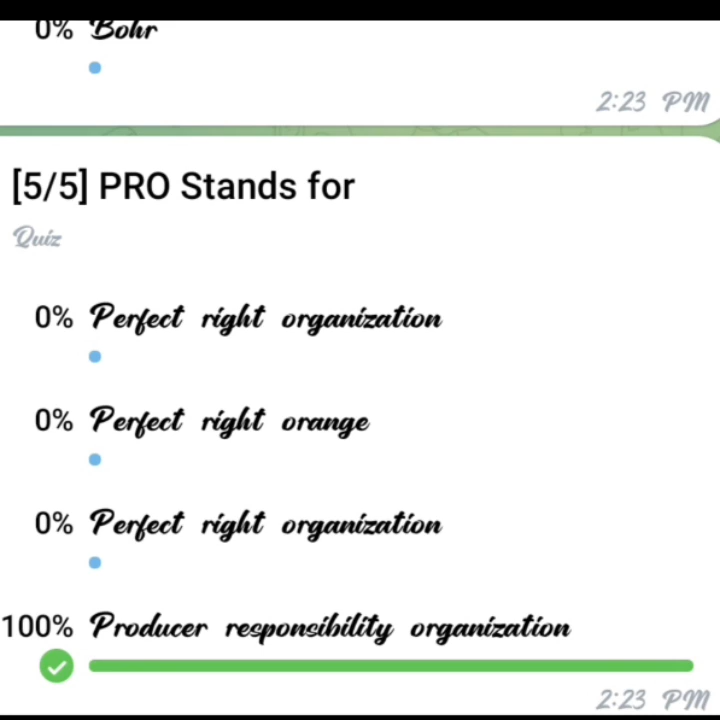 0% Bohr
2:23 PM
[5/5] PRO Stands for
Quiz
0% Perfect right organization
0% Perfect right orange
0% Perfect right organization
100% Producer responsibility organization
2:23 PM